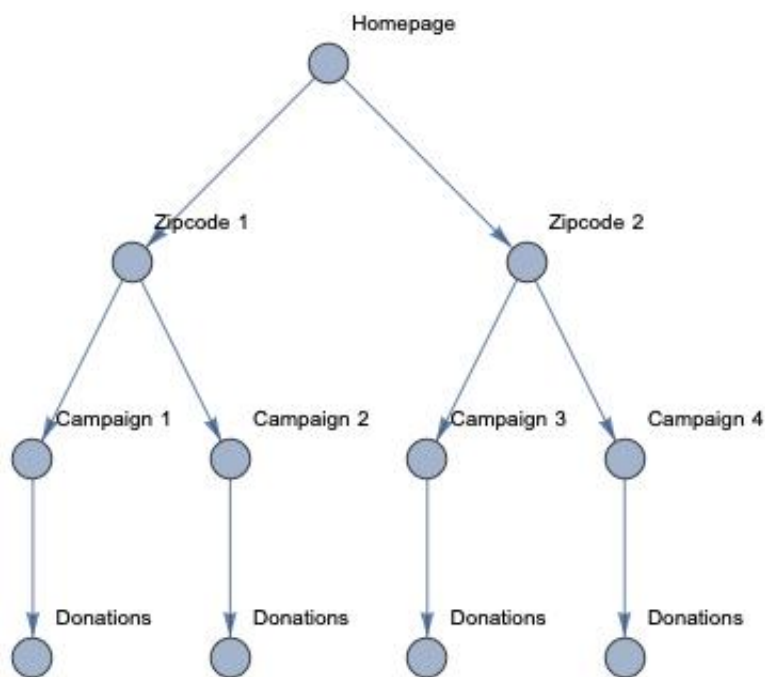 Homepage
Zipcode 1
Zipcode 2
Campaign 1
Campaign 2
Campaign 3
Campaign 4
Donations
Donations
Donations
Donations